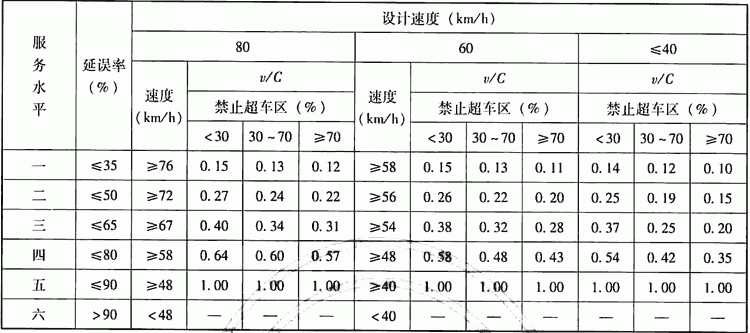 服务水平 延误率(%) 设计速度(km/h)
80 60 ≤40
速度(km/h) v/C 速度(km/h) v/C v/C
禁止超车区(%) 禁止超车区(%) 禁止超车区(%)
<30 30~70 ≥70 <30 30~70 ≥70 <30 30~70 ≥70
一 ≤35 ≥76 0.15 0.13 0.12 ≥58 0.15 0.13 0.11 0.14 0.12 0.10
二 ≤50 ≥72 0.27 0.24 0.22 ≥56 0.26 0.22 0.20 0.25 0.19 0.15
三 ≤65 ≥67 0.40 0.34 0.31 ≥54 0.38 0.32 0.28 0.37 0.25 0.20
四 ≤80 ≥58 0.64 0.60 0.57 ≥48 0.58 0.48 0.43 0.54 0.42 0.35
五 ≤90 ≥48 1.00 1.00 1.00 ≥40 1.00 1.00 1.00 1.00 1.00 1.00
六 >90 <48 — — — <40 — — — — — —